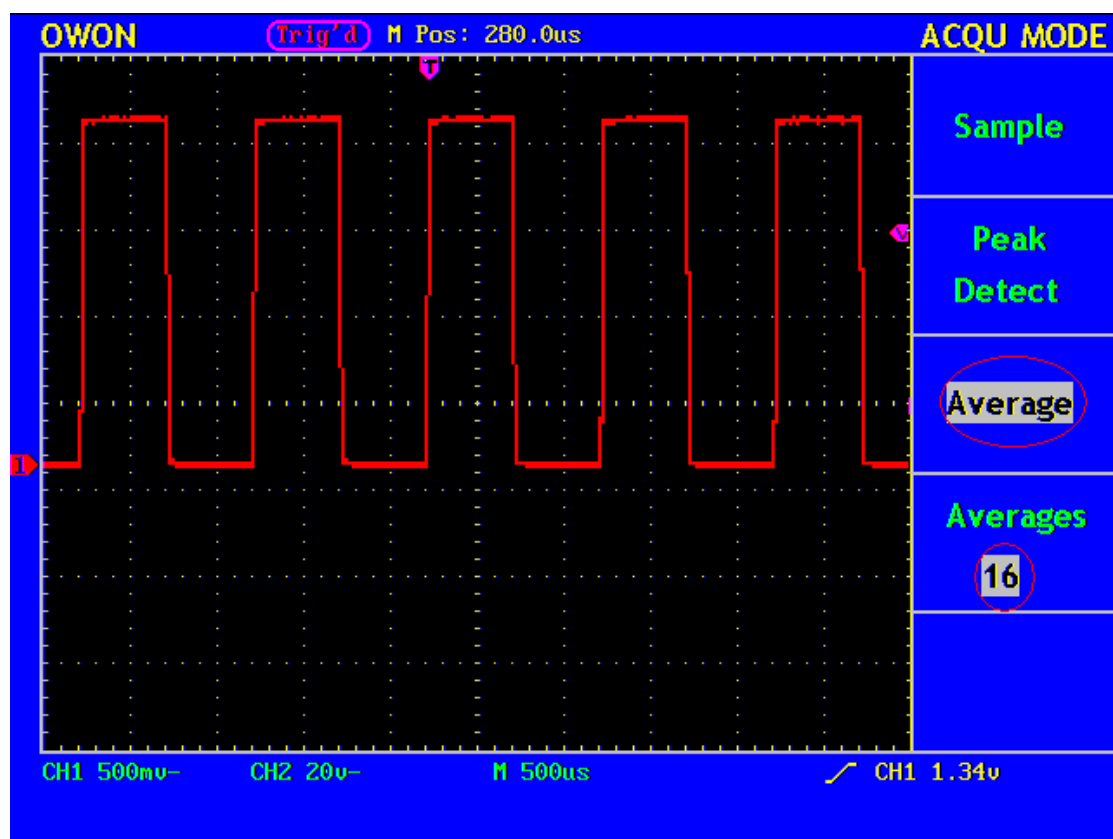 OWON Trig'd M Pos: 280.0us ACQU MODE
T
Sample
Peak
Detect
Average
1
Averages
16
CH1 500mv- CH2 20v- M 500us CH1 1.34v